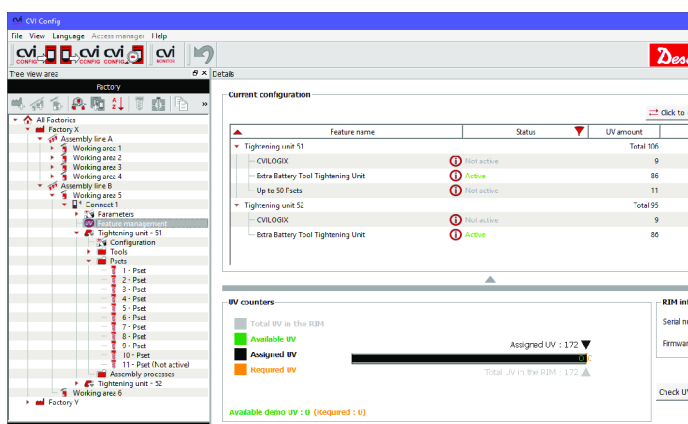 CVI Config
File View Language Access manager Help
CVI CONFIG
CVI CONFIG
CVI CONFIG
CVI MONITOR
Tree view area
Factory
All Factories
Factory X
Assembly line A
Working area 1
Working area 2
Working area 3
Working area 4
Assembly line B
Working area 5
Connect 1
Parameters
Feature management
Tightening unit - 51
Configuration
Tools
Psets
1 - Pset
2 - Pset
3 - Pset
4 - Pset
5 - Pset
6 - Pset
7 - Pset
8 - Pset
9 - Pset
10 - Pset
11 - Pset (Not active)
Assembly processes
Tightening unit - 52
Working area 6
Factory Y
Details
Current configuration
Click to
Feature name Status UV amount
Tightening unit 51 Total 106
CVILOGIX Not active 9
Extra Battery Tool Tightening Unit Active 86
Up to 50 Psets Not active 11
Tightening unit 52 Total 95
CVILOGIX Not active 9
Extra Battery Tool Tightening Unit Active 86
UV counters
Total UV in the RIM
Available UV
Assigned UV
Required UV
Assigned UV : 172
0 0
Total UV in the RIM : 172
Available demo UV : 0 (Required : 0)
RIM in
Serial n
Firmwar
Check U